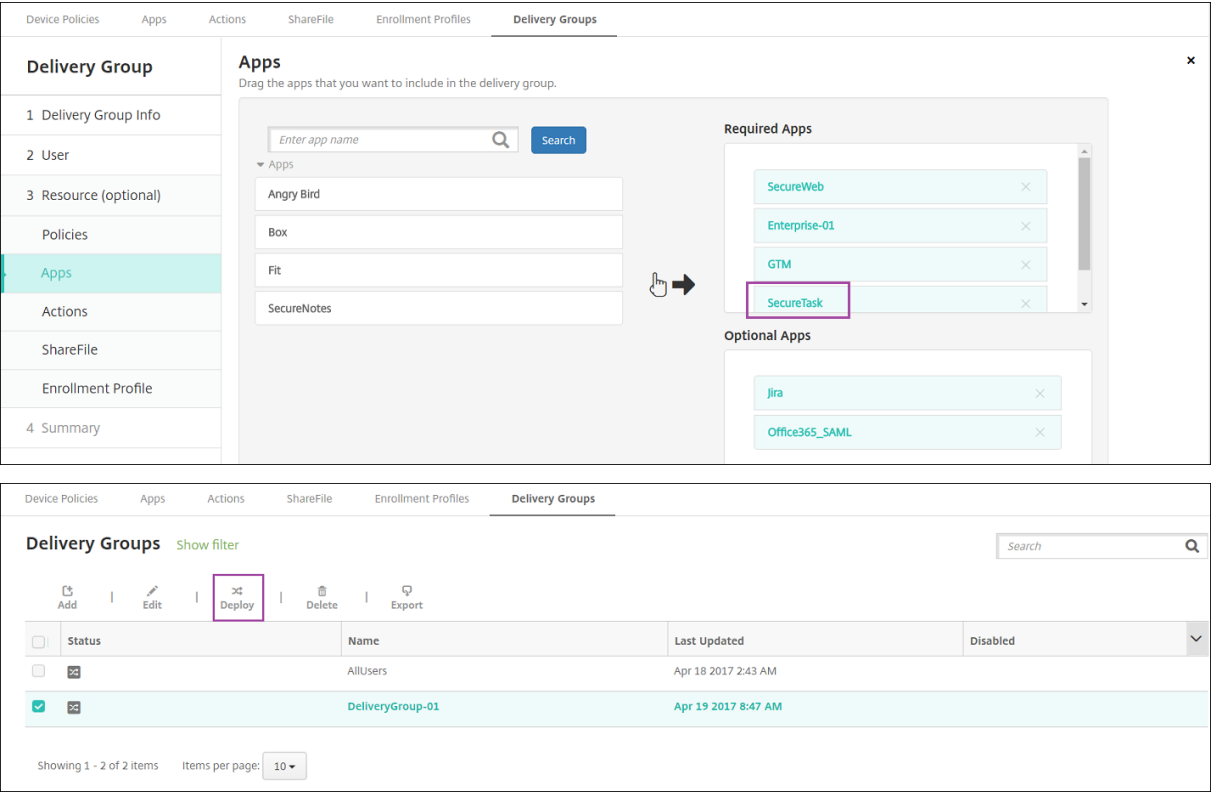 Device Policies Apps Actions ShareFile Enrollment Profiles Delivery Groups
Delivery Group
1 Delivery Group Info
2 User
3 Resource (optional)
Policies
Apps
Actions
ShareFile
Enrollment Profile
4 Summary
Apps
Drag the apps that you want to include in the delivery group.
Enter app name Search
Apps
Angry Bird
Box
Fit
SecureNotes
Required Apps
SecureWeb
Enterprise-01
GTM
SecureTask
Optional Apps
Jira
Office365_SAML
Device Policies Apps Actions ShareFile Enrollment Profiles Delivery Groups
Delivery Groups Show filter Search
Add | Edit | Deploy | Delete | Export
Status Name Last Updated Disabled
AllUsers Apr 18 2017 2:43 AM
DeliveryGroup-01 Apr 19 2017 8:47 AM
Showing 1 - 2 of 2 items Items per page: 10